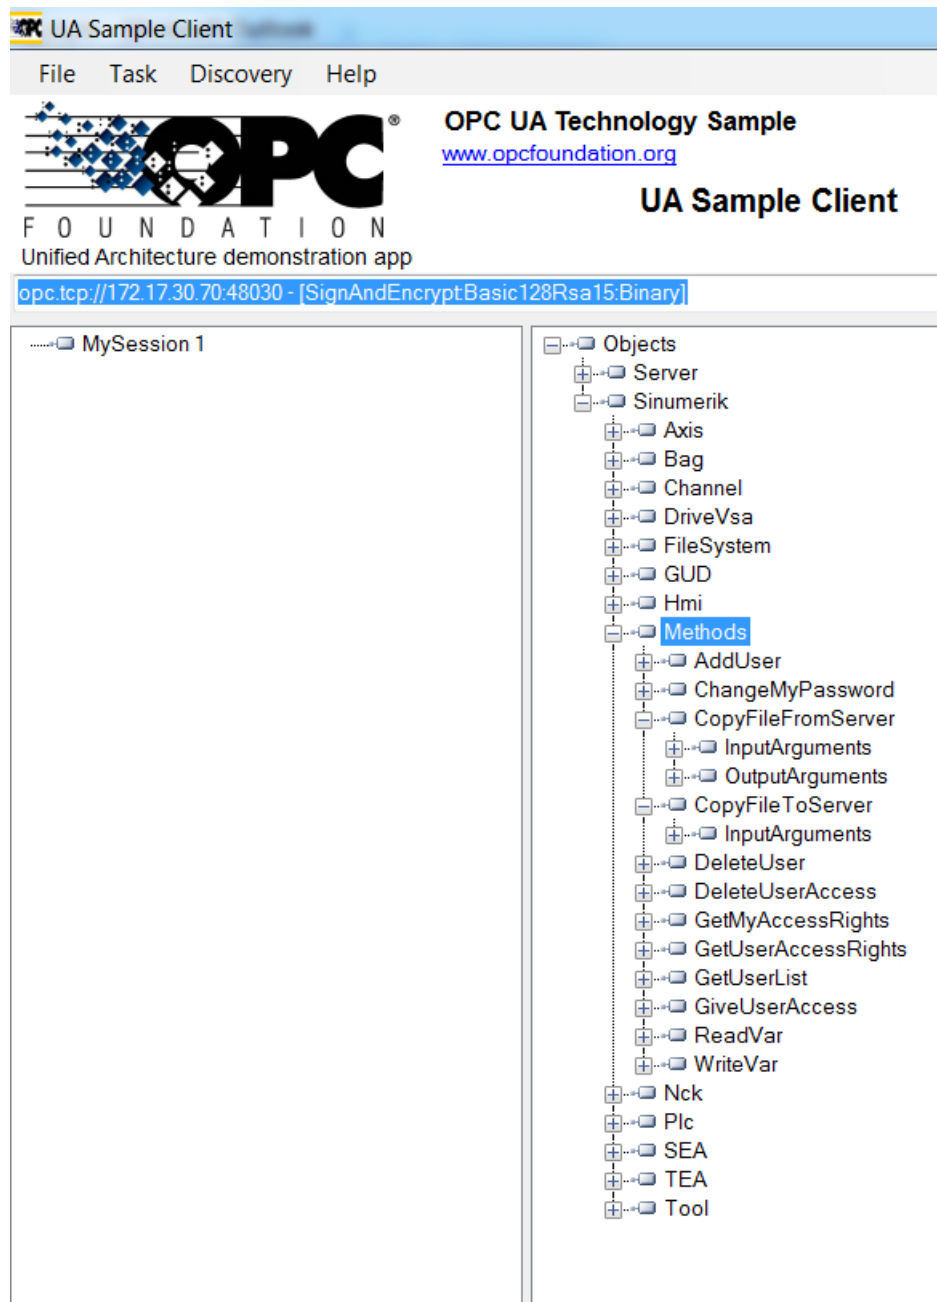 UA Sample Client
File Task Discovery Help
OPC®
FOUNDATION
Unified Architecture demonstration app
OPC UA Technology Sample
www.opcfoundation.org
UA Sample Client
opc.tcp://172.17.30.70:48030 - [SignAndEncrypt:Basic128Rsa15:Binary]
MySession 1
Objects
Server
Sinumerik
Axis
Bag
Channel
DriveVsa
FileSystem
GUD
Hmi
Methods
AddUser
ChangeMyPassword
CopyFileFromServer
InputArguments
OutputArguments
CopyFileToServer
InputArguments
DeleteUser
DeleteUserAccess
GetMyAccessRights
GetUserAccessRights
GetUserList
GiveUserAccess
ReadVar
WriteVar
Nck
Plc
SEA
TEA
Tool